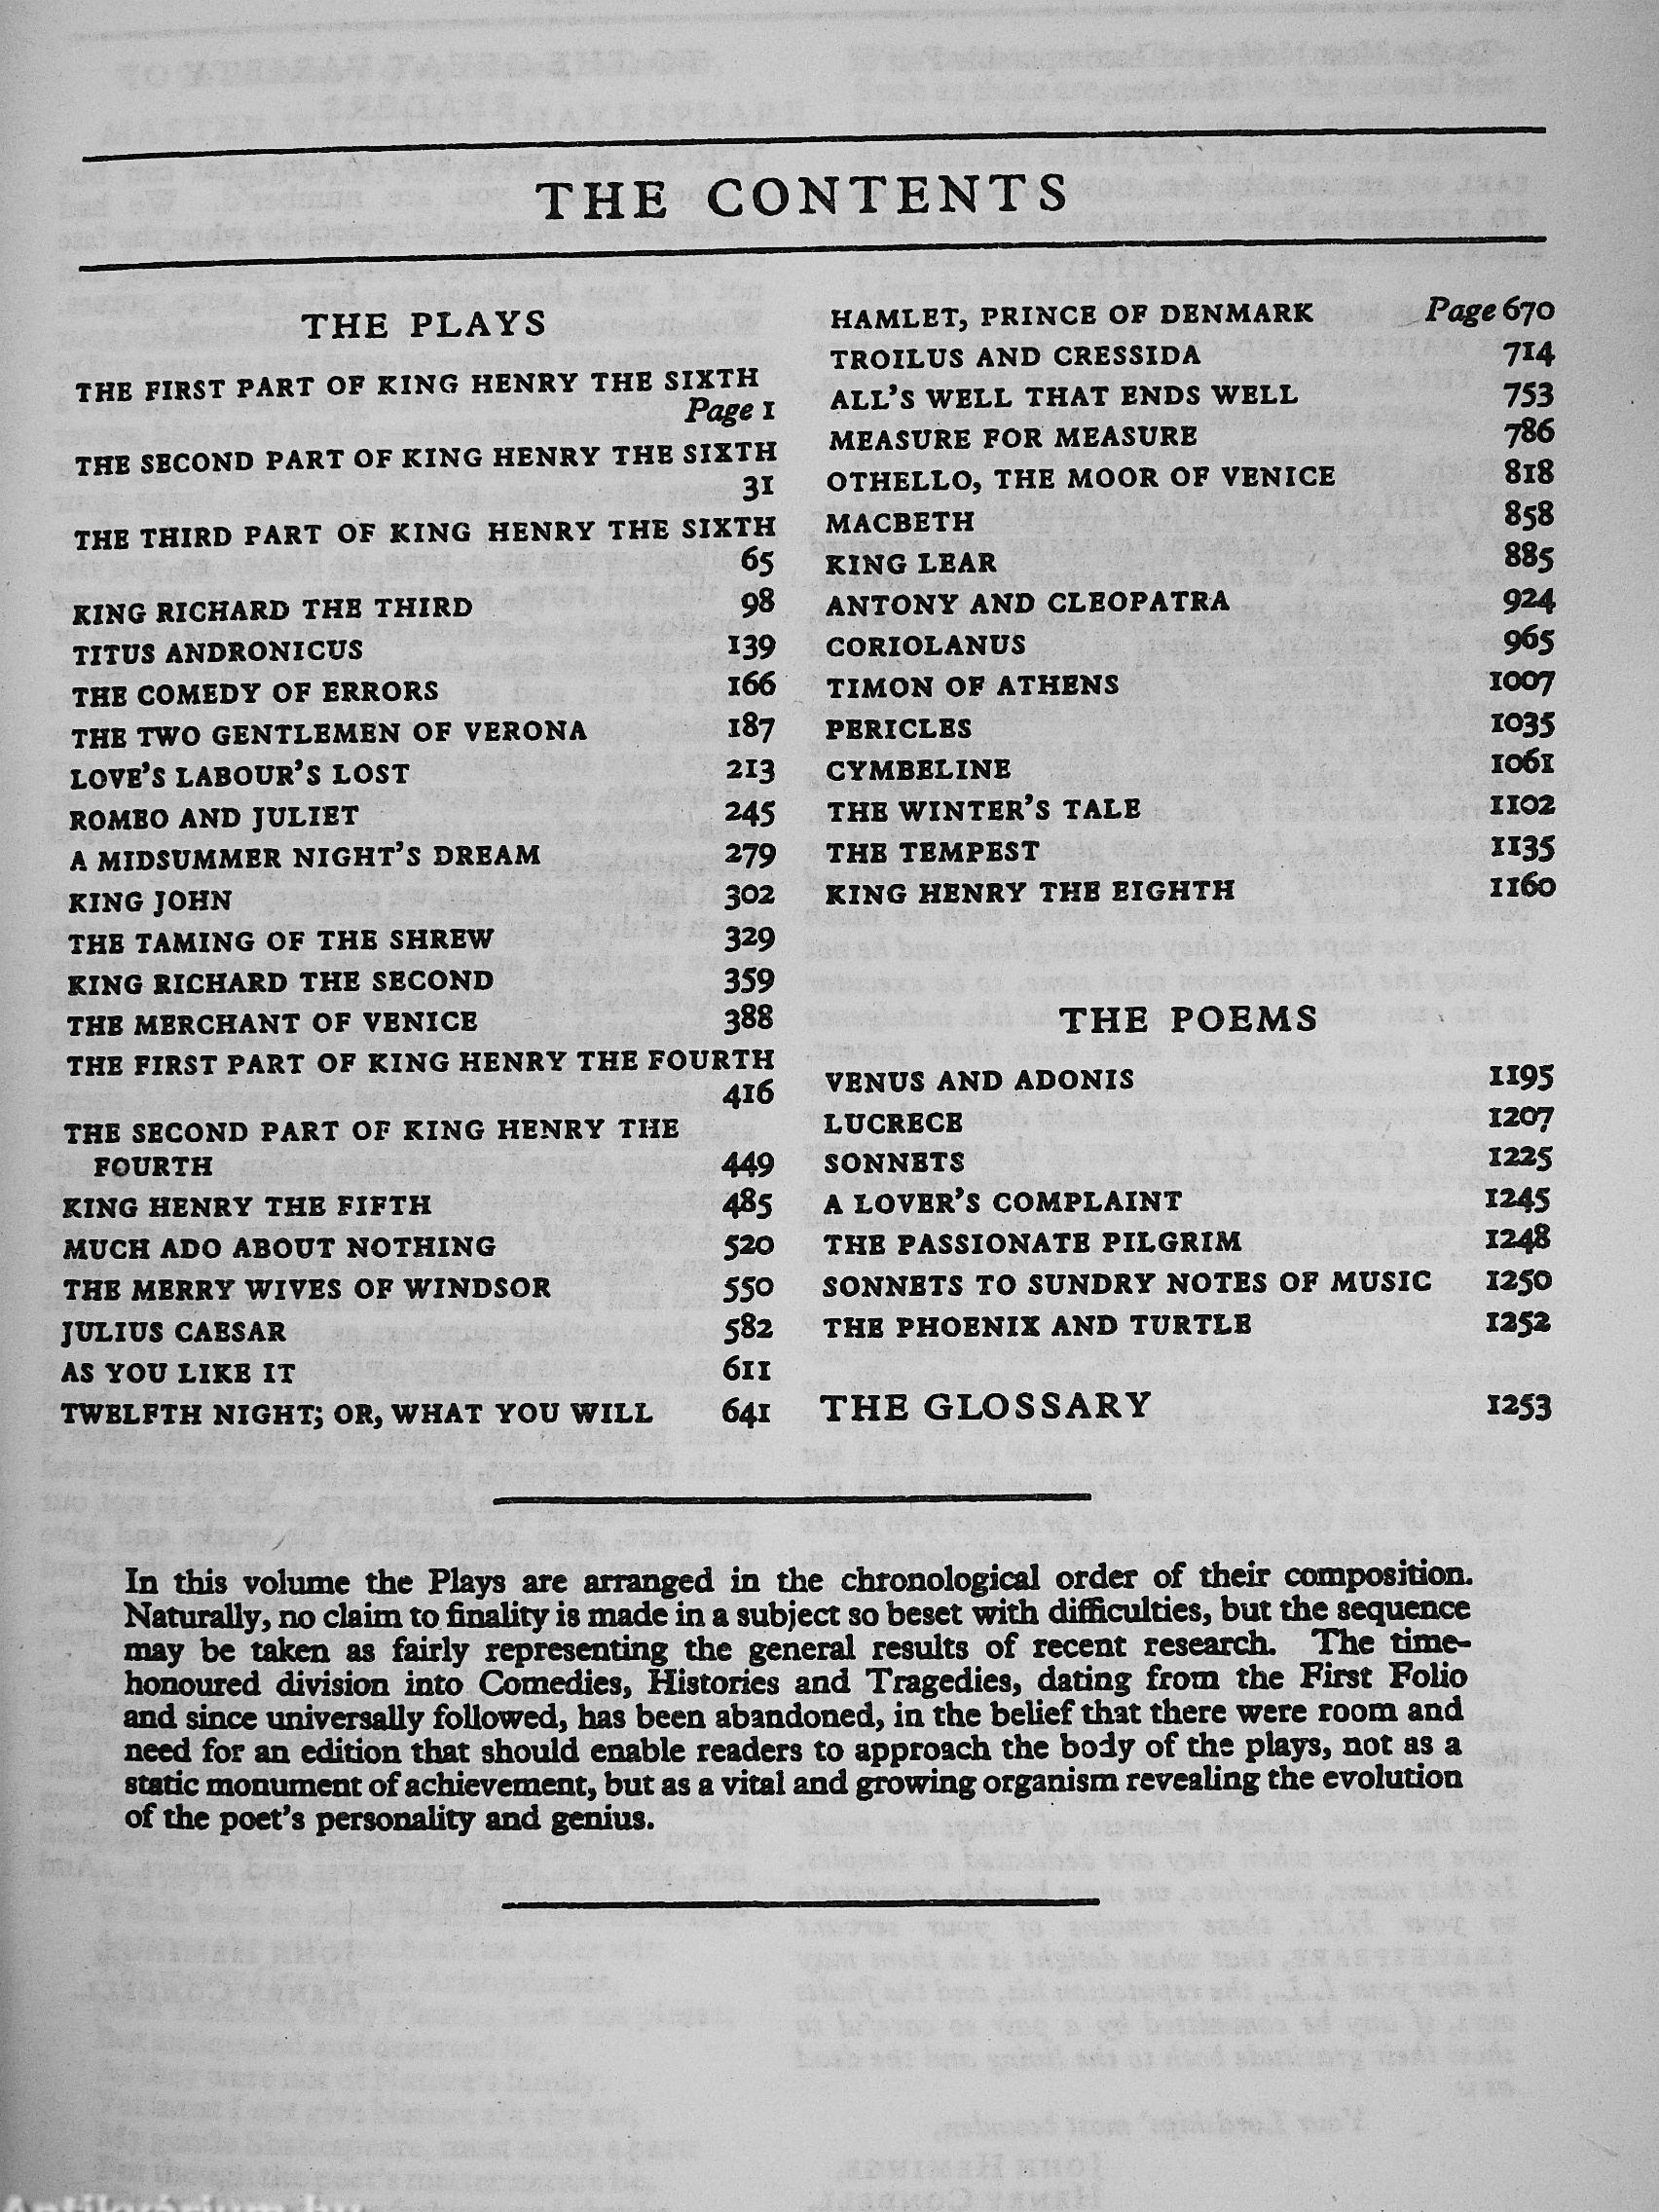 THE CONTENTS
THE PLAYS
THE FIRST PART OF KING HENRY THE SIXTH
Page 1
THE SECOND PART OF KING HENRY THE SIXTH
31
THE THIRD PART OF KING HENRY THE SIXTH
65
KING RICHARD THE THIRD 98
TITUS ANDRONICUS 139
THE COMEDY OF ERRORS 166
THE TWO GENTLEMEN OF VERONA 187
LOVE'S LABOUR'S LOST 213
ROMEO AND JULIET 245
A MIDSUMMER NIGHT'S DREAM 279
KING JOHN 302
THE TAMING OF THE SHREW 329
KING RICHARD THE SECOND 359
THE MERCHANT OF VENICE 388
THE FIRST PART OF KING HENRY THE FOURTH
416
THE SECOND PART OF KING HENRY THE
FOURTH 449
KING HENRY THE FIFTH 485
MUCH ADO ABOUT NOTHING 520
THE MERRY WIVES OF WINDSOR 550
JULIUS CAESAR 582
AS YOU LIKE IT 611
TWELFTH NIGHT; OR, WHAT YOU WILL 641
HAMLET, PRINCE OF DENMARK Page 670
TROILUS AND CRESSIDA 714
ALL'S WELL THAT ENDS WELL 753
MEASURE FOR MEASURE 786
OTHELLO, THE MOOR OF VENICE 818
MACBETH 858
KING LEAR 885
ANTONY AND CLEOPATRA 924
CORIOLANUS 965
TIMON OF ATHENS 1007
PERICLES 1035
CYMBELINE 1061
THE WINTER'S TALE 1102
THE TEMPEST 1135
KING HENRY THE EIGHTH 1160
THE POEMS
VENUS AND ADONIS 1195
LUCRECE 1207
SONNETS 1225
A LOVER'S COMPLAINT 1245
THE PASSIONATE PILGRIM 1248
SONNETS TO SUNDRY NOTES OF MUSIC 1250
THE PHOENIX AND TURTLE 1252
THE GLOSSARY 1253
In this volume the Plays are arranged in the chronological order of their composition.
Naturally, no claim to finality is made in a subject so beset with difficulties, but the sequence
may be taken as fairly representing the general results of recent research. The time-
honoured division into Comedies, Histories and Tragedies, dating from the First Folio
and since universally followed, has been abandoned, in the belief that there were room and
need for an edition that should enable readers to approach the body of the plays, not as a
static monument of achievement, but as a vital and growing organism revealing the evolution
of the poet's personality and genius.